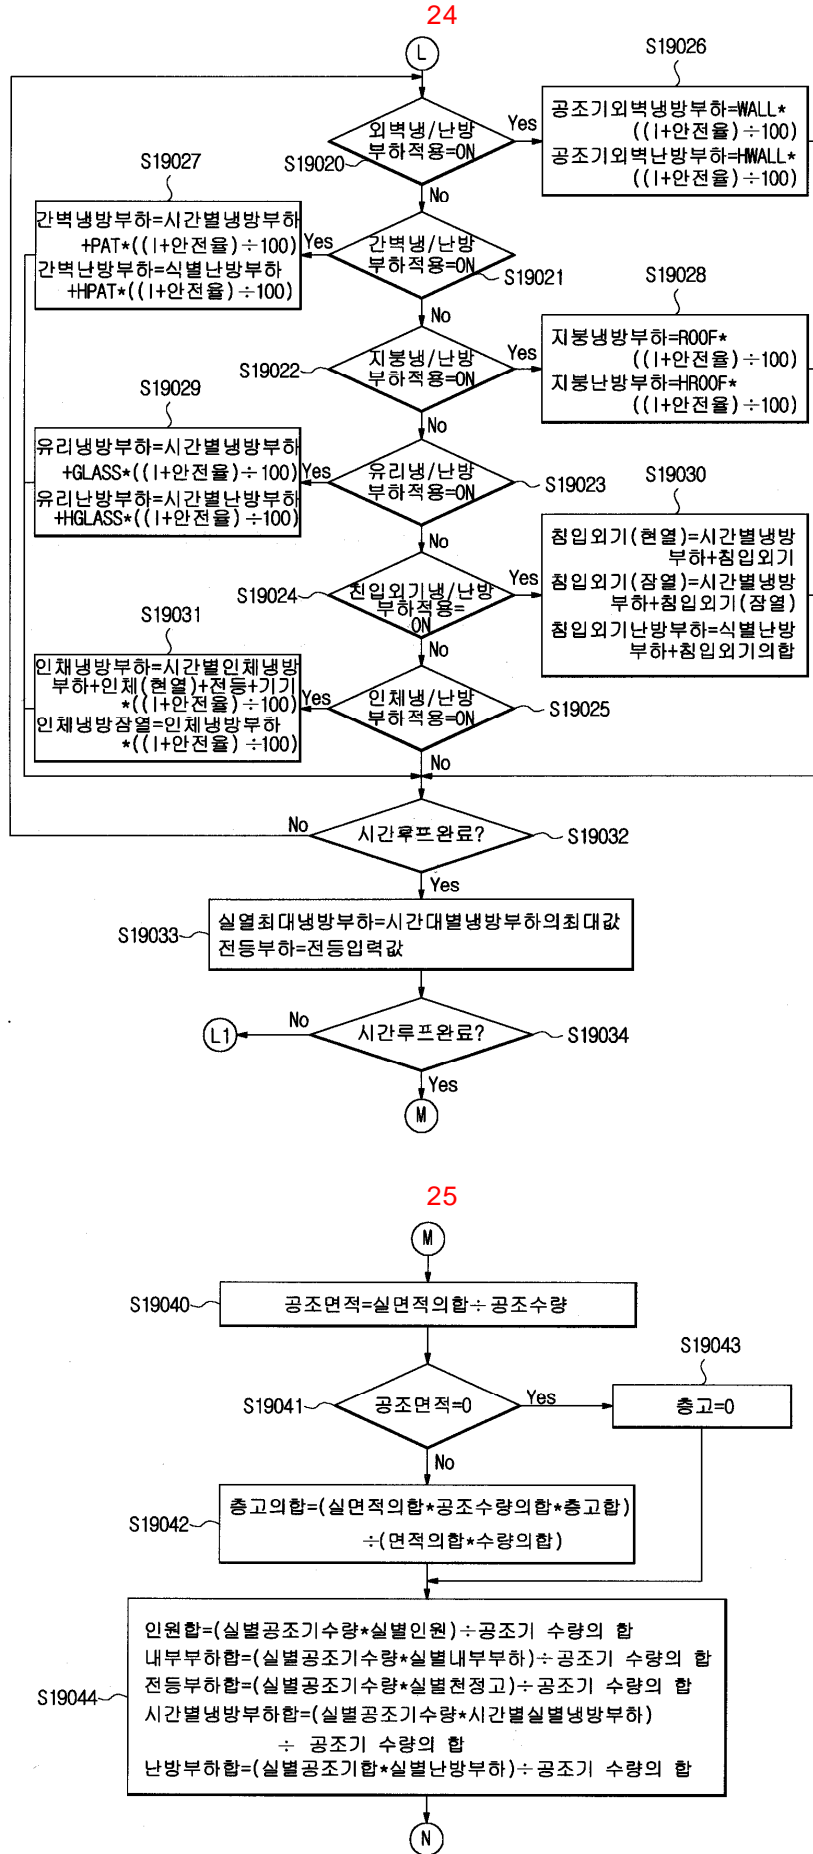 24
L
S19026
외벽냉/난방
부하적용=ON
S19020
Yes
공조기외벽냉방부하=WALL*
((I+안전율)÷100)
공조기외벽난방부하=HWALL*
((I+안전율)÷100)
No
S19027
간벽냉방부하=시간별냉방부하
+PAT*((I+안전율)÷100)
간벽난방부하=식별난방부하
+HPAT*((I+안전율)÷100)
Yes
간벽냉/난방
부하적용=ON
S19021
No
S19028
S19022
지붕냉/난방
부하적용=ON
Yes
지붕냉방부하=ROOF*
((I+안전율)÷100)
지붕난방부하=HROOF*
((I+안전율)÷100)
No
S19029
유리냉방부하=시간별냉방부하
+GLASS*((I+안전율)÷100)
유리난방부하=시간별난방부하
+HGLASS*((I+안전율)÷100)
Yes
유리냉/난방
부하적용=ON
S19023
No
S19030
S19024
친입외기냉/난방
부하적용=
ON
Yes
침입외기(현열)=시간별냉방
부하+침입외기
침입외기(잠열)=시간별냉방
부하+침입외기(잠열)
침입외기난방부하=식별난방
부하+침입외기의합
No
S19031
인채냉방부하=시간별인체냉방
부하+인체(현열)+전등+기기
*((I+안전율)÷100)
인체냉방잠열=인체냉방부하
*((I+안전율)÷100)
Yes
인체냉/난방
부하적용=ON
S19025
No
No
시간루프완료?
S19032
Yes
S19033
실열최대냉방부하=시간대별냉방부하의최대값
전등부하=전등입력값
L1
No
시간루프완료?
S19034
Yes
M
25
M
S19040
공조면적=실면적의합÷공조수량
S19043
S19041
공조면적=0
Yes
층고=0
No
S19042
층고의합=(실면적의합*공조수량의합*층고합)
÷(면적의합*수량의합)
S19044
인원합=(실별공조기수량*실별인원)÷공조기 수량의 합
내부부하합=(실별공조기수량*실별내부부하)÷공조기 수량의 합
전등부하합=(실별공조기수량*실별천정고)÷공조기 수량의 합
시간별냉방부하합=(실별공조기수량*시간별실별냉방부하)
÷ 공조기 수량의 합
난방부하합=(실별공조기합*실별난방부하)÷공조기 수량의 합
N